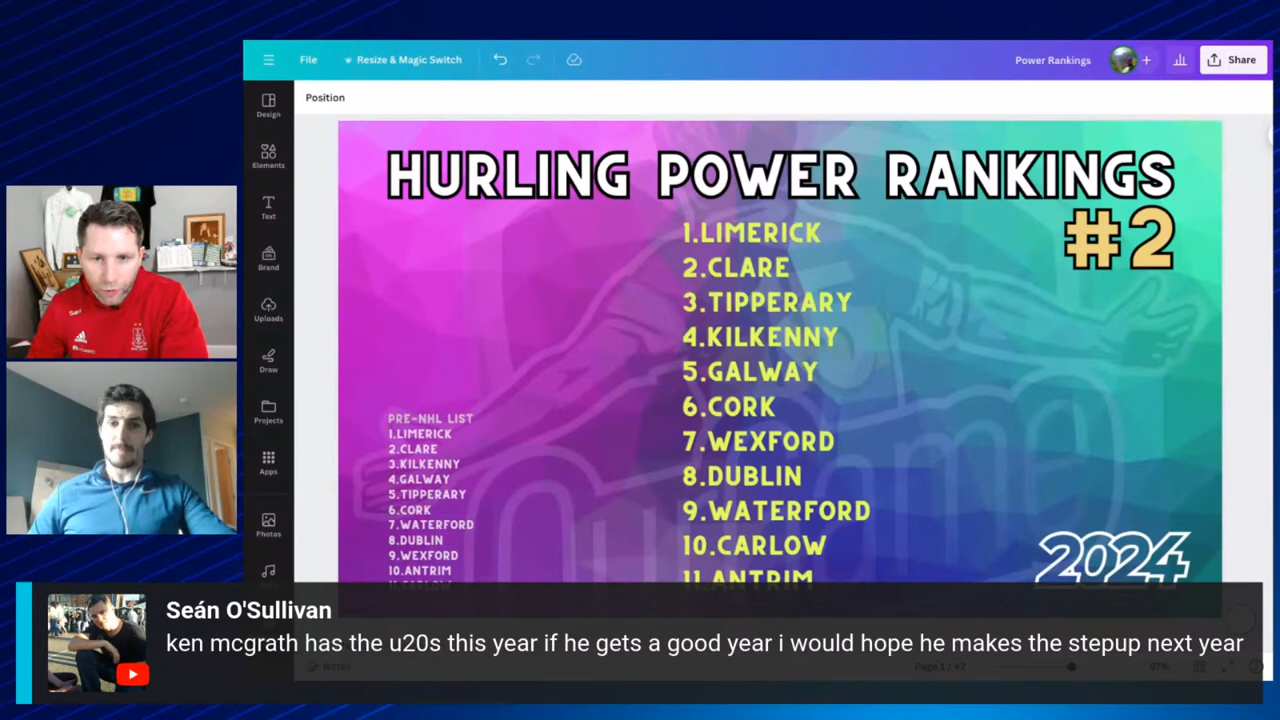 File
Resize & Magic Switch
Power Rankings
Share
Position
Design
Elements
Text
Brand
Uploads
Draw
Projects
Apps
Photos
HURLING POWER RANKINGS
#2
1.LIMERICK
2.CLARE
3.TIPPERARY
4.KILKENNY
5.GALWAY
6.CORK
7.WEXFORD
8.DUBLIN
9.WATERFORD
10.CARLOW
11.ANTRIM
PRE-NHL LIST
1.LIMERICK
2.CLARE
3.KILKENNY
4.GALWAY
5.TIPPERARY
6.CORK
7.WATERFORD
8.DUBLIN
9.WEXFORD
10.ANTRIM
11.CARLOW
2024
Seán O'Sullivan
ken mcgrath has the u20s this year if he gets a good year i would hope he makes the stepup next year
Notes
97%